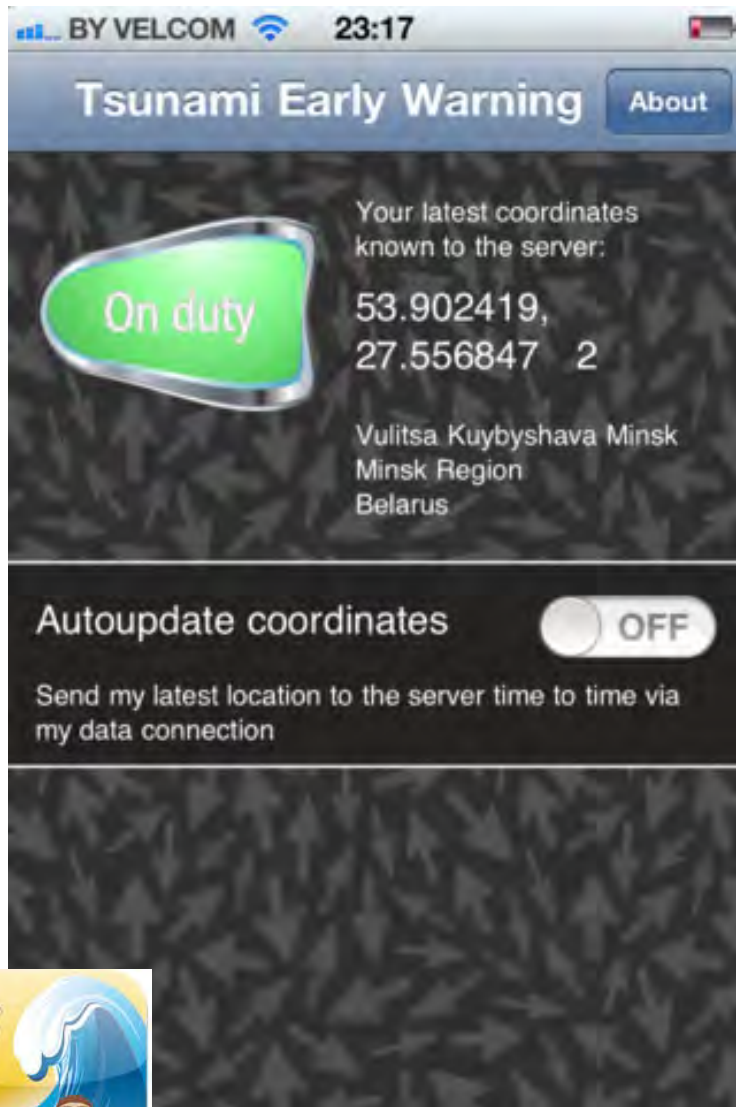 BY VELCOM 23:17
Tsunami Early Warning About
Your latest coordinates
known to the server:
On duty
53.902419,
27.556847 2
Vulitsa Kuybyshava Minsk
Minsk Region
Belarus
Autoupdate coordinates OFF
Send my latest location to the server time to time via
my data connection